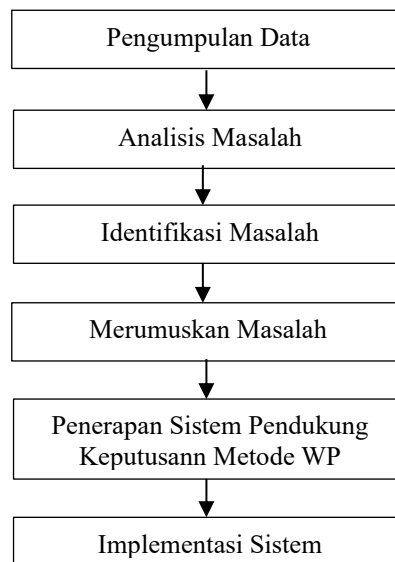 Pengumpulan Data
Analisis Masalah
Identifikasi Masalah
Merumuskan Masalah
Penerapan Sistem Pendukung
Keputusann Metode WP
Implementasi Sistem